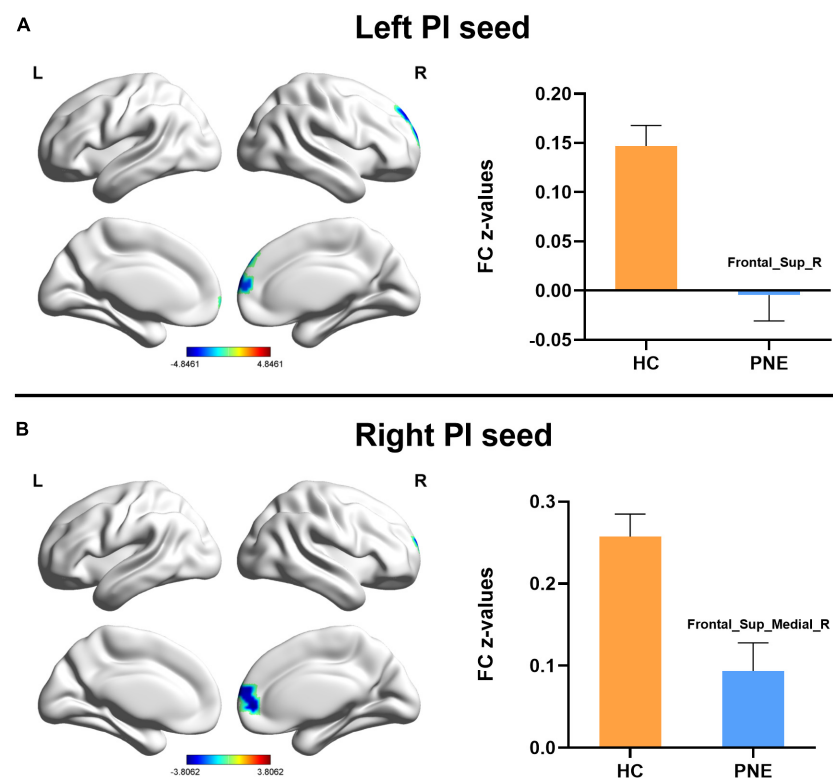 A
Left PI seed
L
R
-4.8461
4.8461
FC z-values
0.20
0.15
0.10
0.05
0.00
-0.05
Frontal_Sup_R
HC
PNE
B
Right PI seed
L
R
-3.8062
3.8062
FC z-values
0.3
0.2
0.1
0.0
Frontal_Sup_Medial_R
HC
PNE